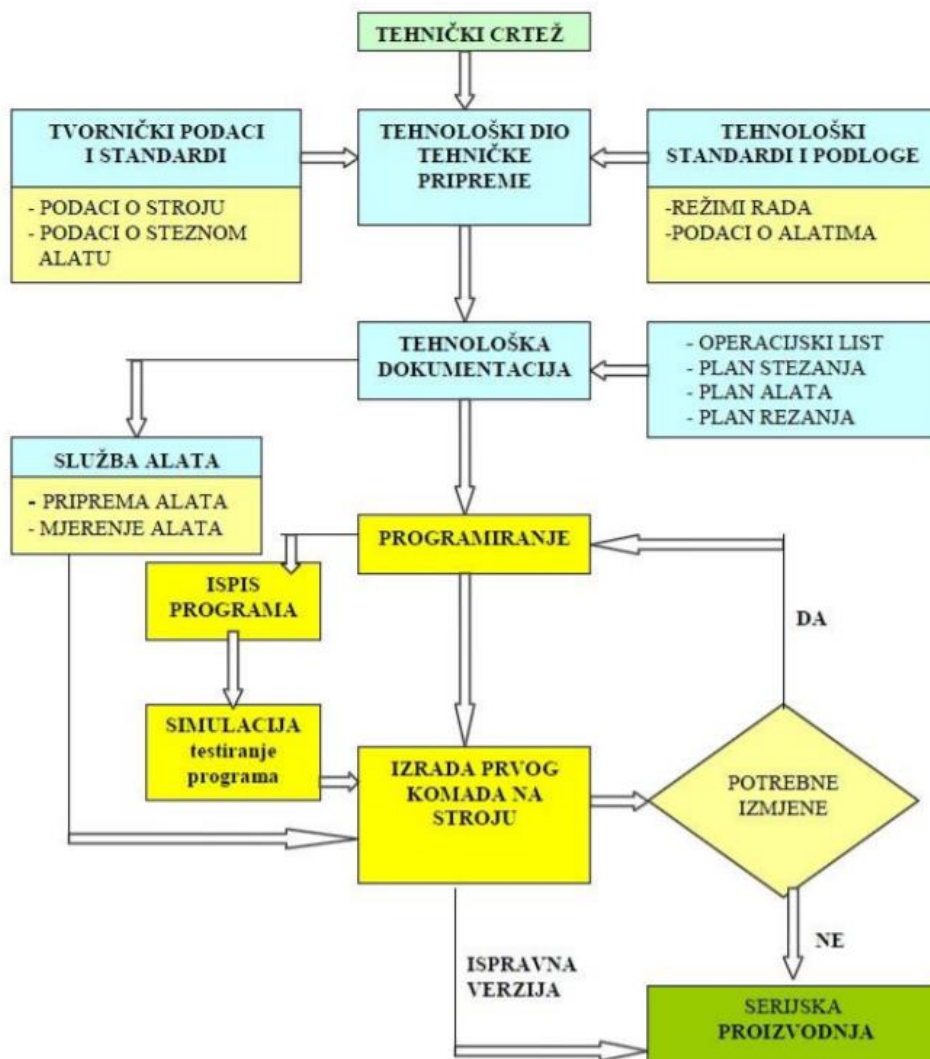 TEHNIČKI CRTEŽ
TVORNIČKI PODACI
I STANDARDI
- PODACI O STROJU
- PODACI O STEZNOM
ALATU
TEHNOLOŠKI DIO
TEHNIČKE
PRIPREME
TEHNOLOŠKI
STANDARDI I PODLOGE
-REŽIMI RADA
-PODACI O ALATIMA
TEHNOLOŠKA
DOKUMENTACIJA
- OPERACIJSKI LIST
- PLAN STEZANJA
- PLAN ALATA
- PLAN REZANJA
SLUŽBA ALATA
- PRIPREMA ALATA
- MJERENJE ALATA
PROGRAMIRANJE
ISPIS
PROGRAMA
DA
SIMULACIJA
testiranje
programa
IZRADA PRVOG
KOMADA NA
STROJU
POTREBNE
IZMJENE
NE
ISPRAVNA
VERZIJA
SERIJSKA
PROIZVODNJA